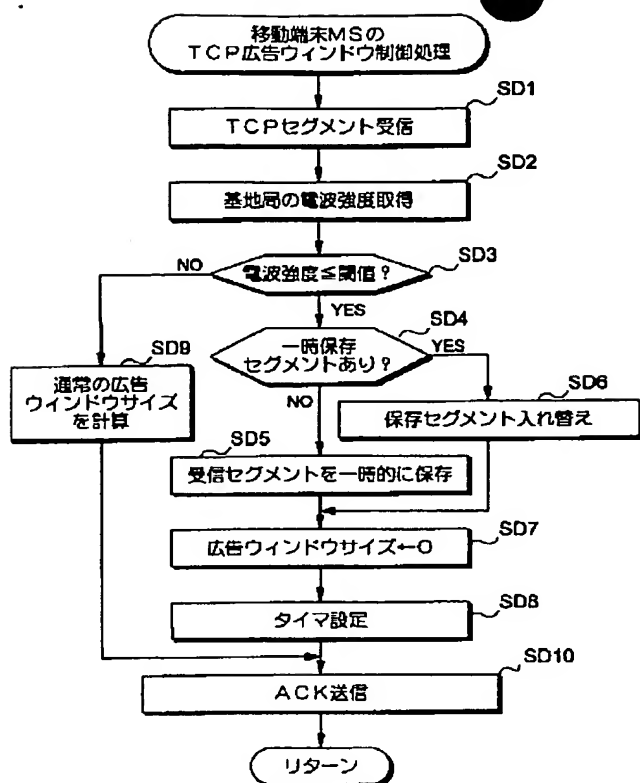 移動端末MSの
TCP広告ウィンドウ制御処理
SD1
TCPセグメント受信
SD2
基地局の電波強度取得
SD3
電波強度≦閾値?
NO
YES
SD4
一時保存
セグメントあり?
YES
NO
SD9
通常の広告
ウィンドウサイズ
を計算
SD6
保存セグメント入れ替え
SD5
受信セグメントを一時的に保存
SD7
広告ウィンドウサイズ←0
SD8
タイマ設定
SD10
ACK送信
リターン